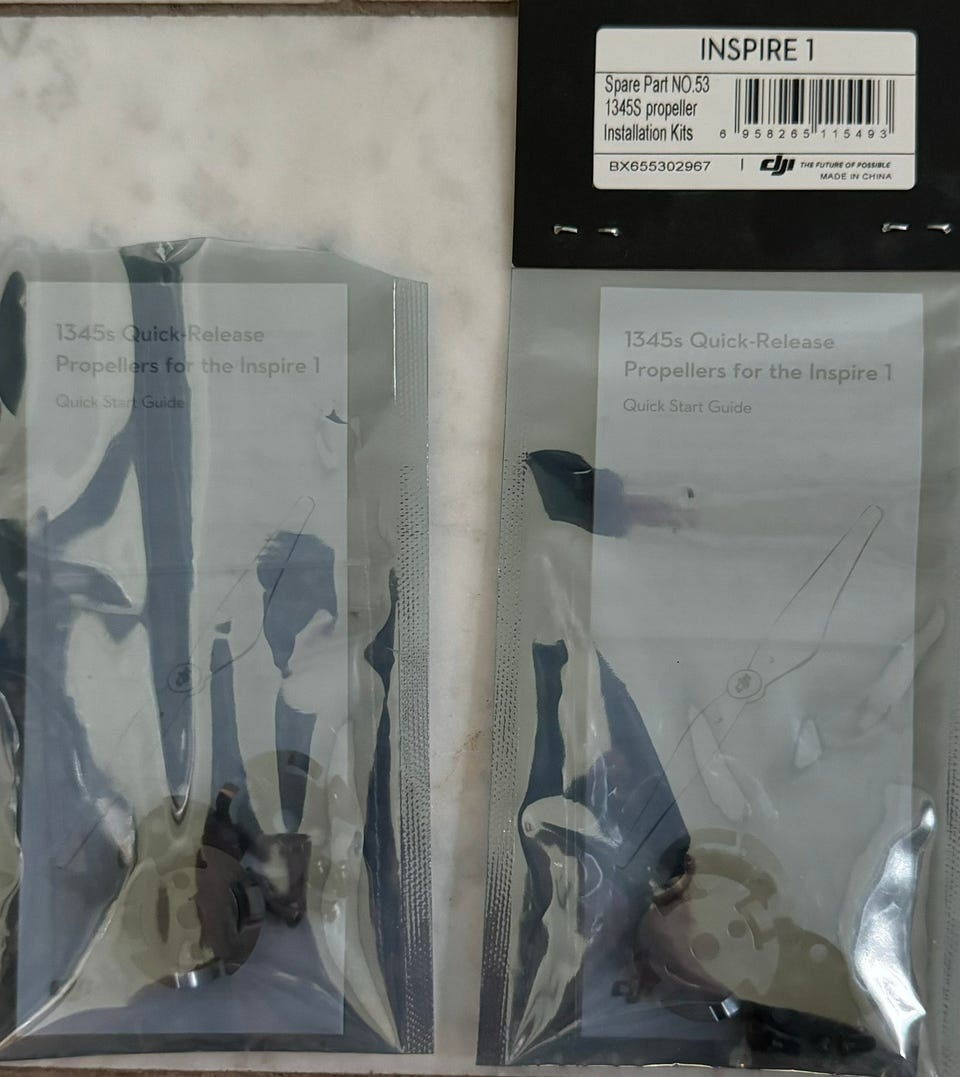 INSPIRE 1
Spare Part NO.53
1345S propeller
Installation Kits
6 958265 115493
BX655302967 | dji THE FUTURE OF POSSIBLE
MADE IN CHINA
1345s Quick-Release
Propellers for the Inspire 1
Quick Start Guide
1345s Quick-Release
Propellers for the Inspire 1
Quick Start Guide